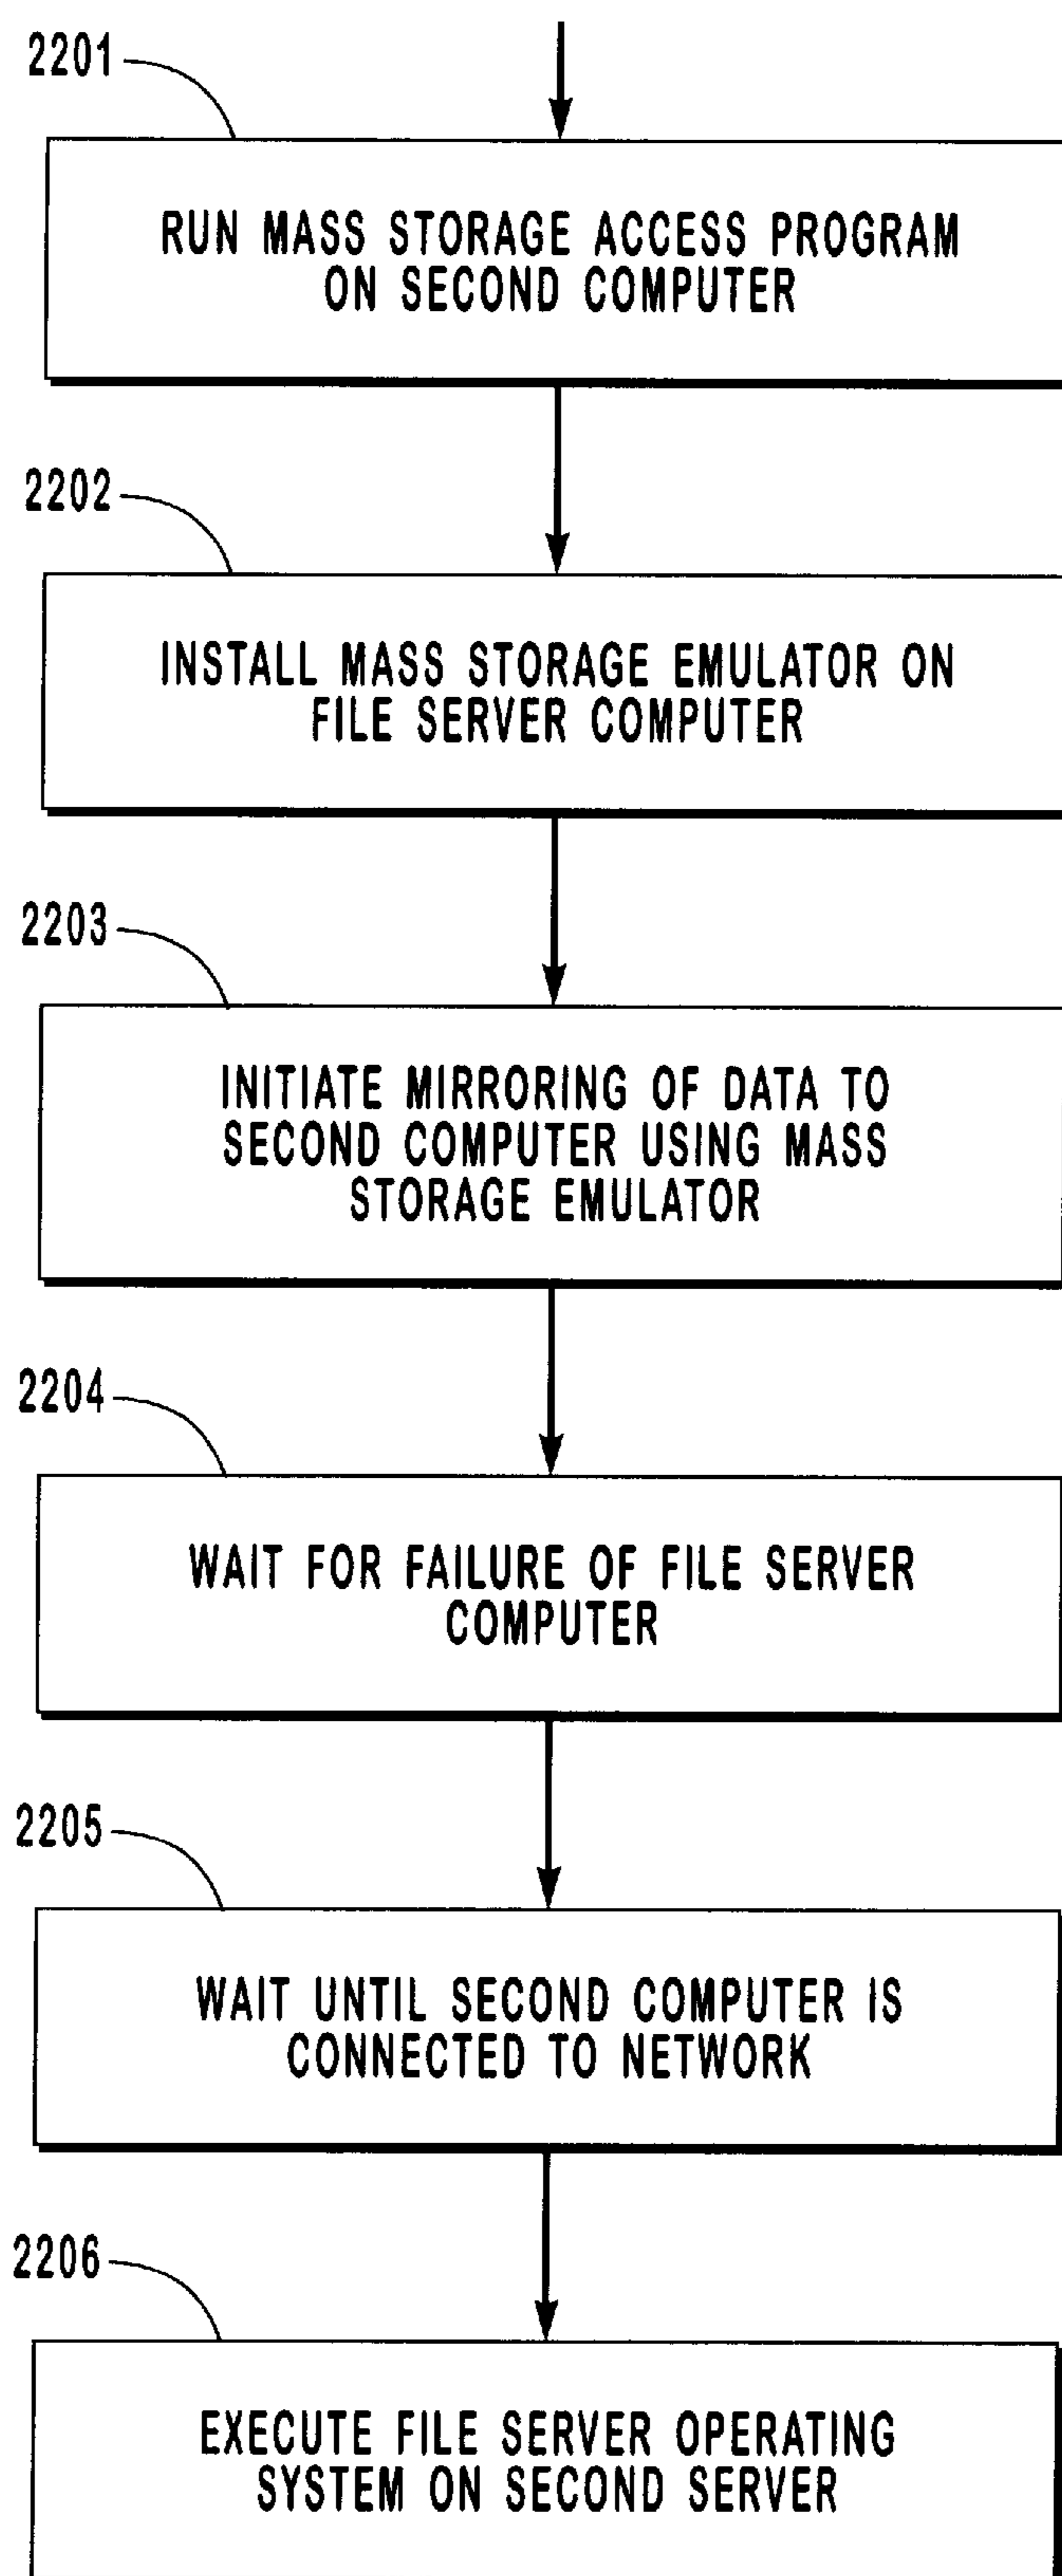 2201
RUN MASS STORAGE ACCESS PROGRAM
ON SECOND COMPUTER
2202
INSTALL MASS STORAGE EMULATOR ON
FILE SERVER COMPUTER
2203
INITIATE MIRRORING OF DATA TO
SECOND COMPUTER USING MASS
STORAGE EMULATOR
2204
WAIT FOR FAILURE OF FILE SERVER
COMPUTER
2205
WAIT UNTIL SECOND COMPUTER IS
CONNECTED TO NETWORK
2206
EXECUTE FILE SERVER OPERATING
SYSTEM ON SECOND SERVER